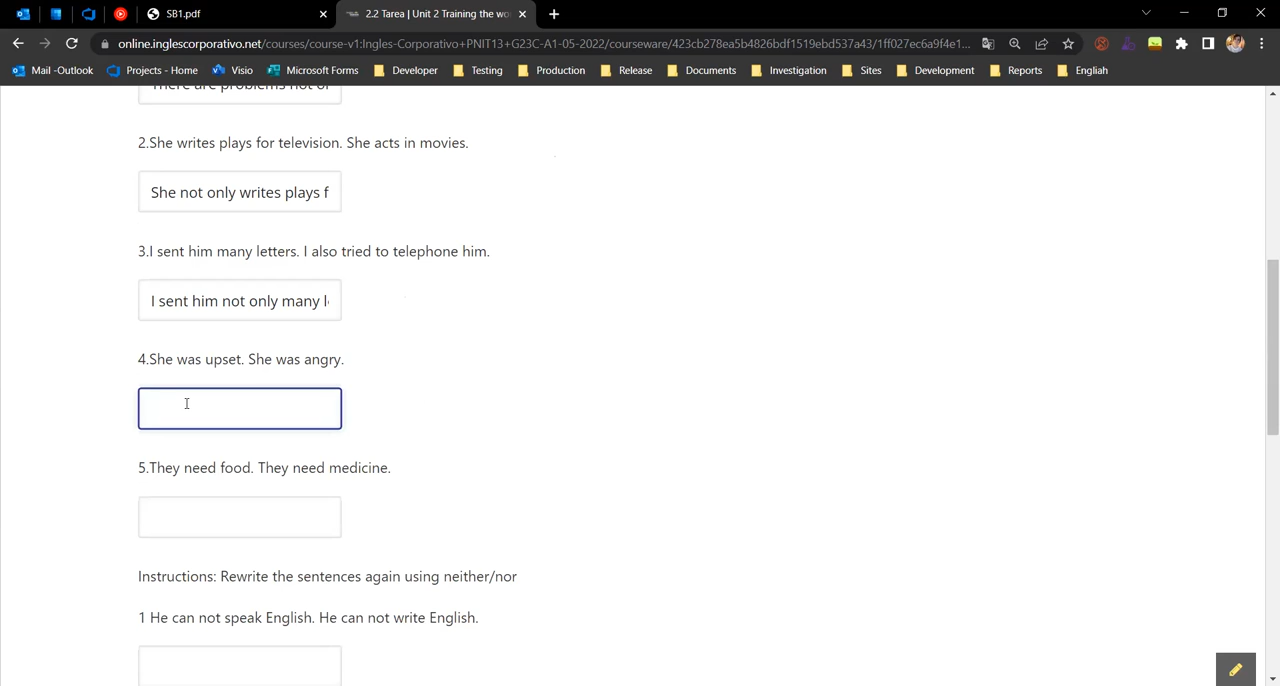 SB1.pdf
2.2 Tarea | Unit 2 Training the wo
online.inglescorporativo.net/courses/course-v1:Ingles-Corporativo+PNIT13+G23C-A1-05-2022/courseware/423cb278ea5b4826bdf1519ebd537a43/1ff027ec6a9f4e1...
Mail -Outlook Projects - Home Visio Microsoft Forms Developer Testing Production Release Documents Investigation Sites Development Reports Engliah
There are problems not o
2.She writes plays for television. She acts in movies.
She not only writes plays f
3.I sent him many letters. I also tried to telephone him.
I sent him not only many l
4.She was upset. She was angry.
5.They need food. They need medicine.
Instructions: Rewrite the sentences again using neither/nor
1 He can not speak English. He can not write English.